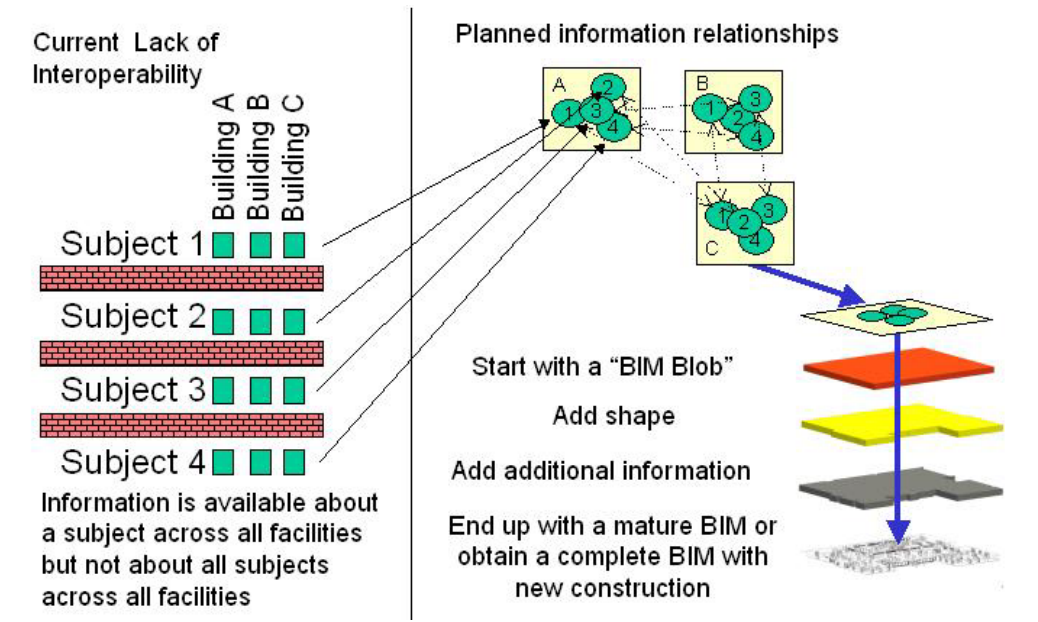 Current Lack of
Interoperability
Building A
Building B
Building C
Subject 1
Subject 2
Subject 3
Subject 4
Information is available about
a subject across all facilities
but not about all subjects
across all facilities
Planned information relationships
A
1
2
3
4
B
1
2
3
4
C
1
2
3
4
Start with a “BIM Blob”
Add shape
Add additional information
End up with a mature BIM or
obtain a complete BIM with
new construction